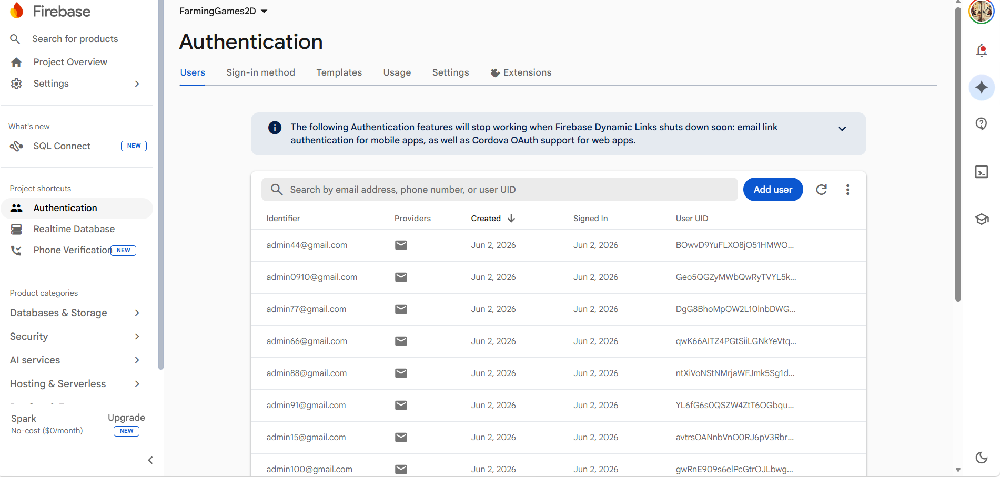 Firebase
Search for products
Project Overview
Settings
What's new
SQL Connect NEW
Project shortcuts
Authentication
Realtime Database
Phone Verification NEW
Product categories
Databases & Storage
Security
AI services
Hosting & Serverless
Spark
No-cost ($0/month)
Upgrade
NEW
FarmingGames2D
Authentication
Users Sign-in method Templates Usage Settings Extensions
The following Authentication features will stop working when Firebase Dynamic Links shuts down soon: email link
authentication for mobile apps, as well as Cordova OAuth support for web apps.
Search by email address, phone number, or user UID Add user
Identifier Providers Created Signed In User UID
admin44@gmail.com Jun 2, 2026 Jun 2, 2026 BOwvD9YuFLXO8jO51HMWO...
admin0910@gmail.com Jun 2, 2026 Jun 2, 2026 Geo5QGZyMWbQwRyTVYL5k...
admin77@gmail.com Jun 2, 2026 Jun 2, 2026 DgG8BhoMpOW2L10lnbDWG...
admin66@gmail.com Jun 2, 2026 Jun 2, 2026 qwK66AITZ4PGtSiiLGNkYeVtq...
admin88@gmail.com Jun 2, 2026 Jun 2, 2026 ntXiVoNStNMrjaWFJmk5Sg1d...
admin91@gmail.com Jun 2, 2026 Jun 2, 2026 YL6fG6s0QSZW4ZtT6OGbqu...
admin15@gmail.com Jun 2, 2026 Jun 2, 2026 avtrsOANnbVnO0RJ6pV3Rbr...
admin100@gmail.com Jun 2, 2026 Jun 2, 2026 gwRnE909s6elPcGtrOJLbwg...